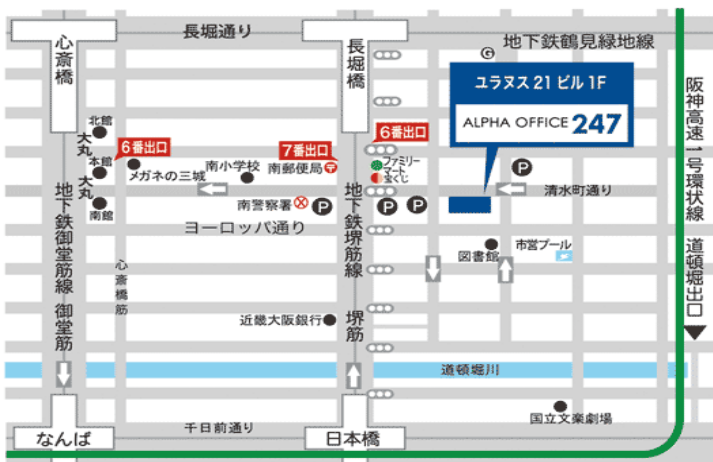 長堀通り
地下鉄鶴見緑地線
心斎橋
長堀橋
G
ユラヌス21ビル 1F
ALPHA OFFICE 247
阪神高速1号環状線
道頓堀出口
北館
大丸
本館
大丸
南館
6番出口
メガネの三城
南小学校
7番出口
南郵便局
6番出口
ファミリー
マート
宝くじ
P
清水町通り
南警察署
P
P
P
ヨーロッパ通り
地下鉄御堂筋線
御堂筋
心斎橋筋
地下鉄堺筋線
堺筋
図書館
市営プール
近畿大阪銀行
道頓堀川
国立文楽劇場
なんば
千日前通り
日本橋